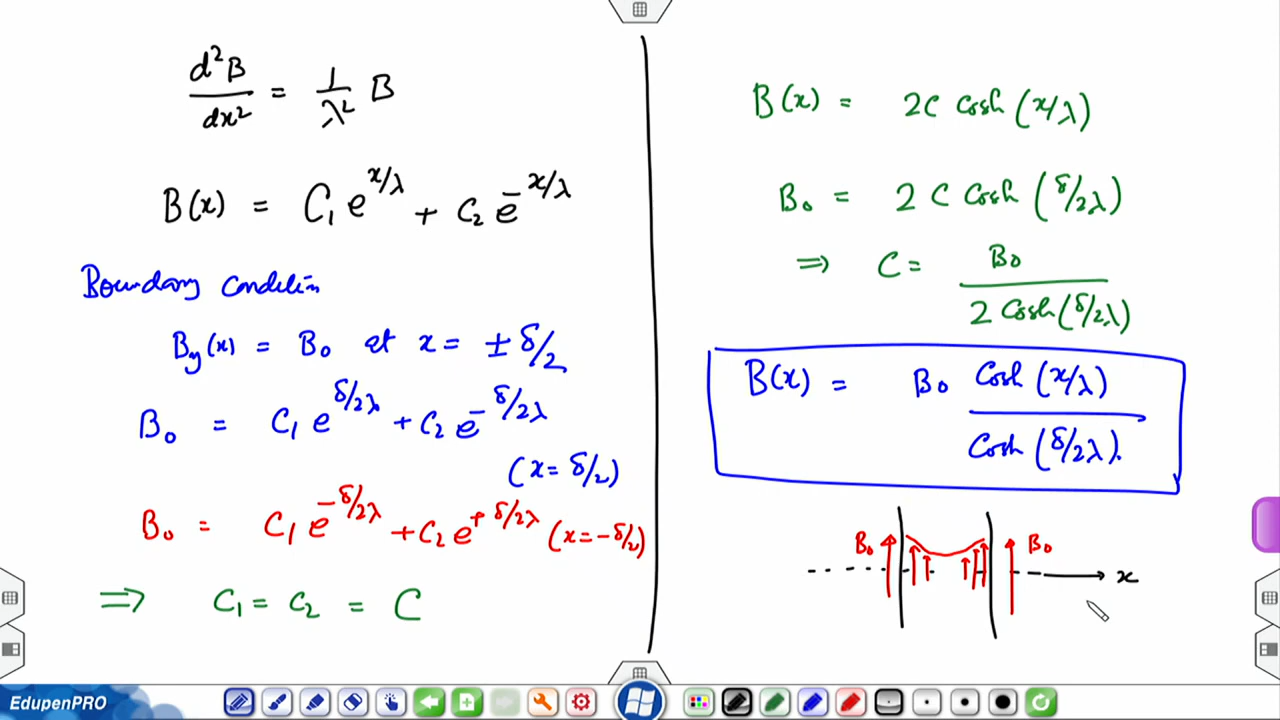 d²B/dx² = 1/λ² B
B(x) = C₁ e^{x/λ} + C₂ e^{-x/λ}
Boundary condition
B_y(x) = B₀ at x = ± δ/2
B₀ = C₁ e^{δ/2λ} + C₂ e^{-δ/2λ}
(x = δ/2)
B₀ = C₁ e^{-δ/2λ} + C₂ e^{+δ/2λ} (x = -δ/2)
⇒ C₁ = C₂ = C
B(x) = 2C Cosh (x/λ)
B₀ = 2 C Cosh (δ/2λ)
⇒ C = B₀ / 2 Cosh (δ/2λ)
B(x) = B₀ Cosh (x/λ) / Cosh (δ/2λ).
B₀ B₀
x
EdupenPRO